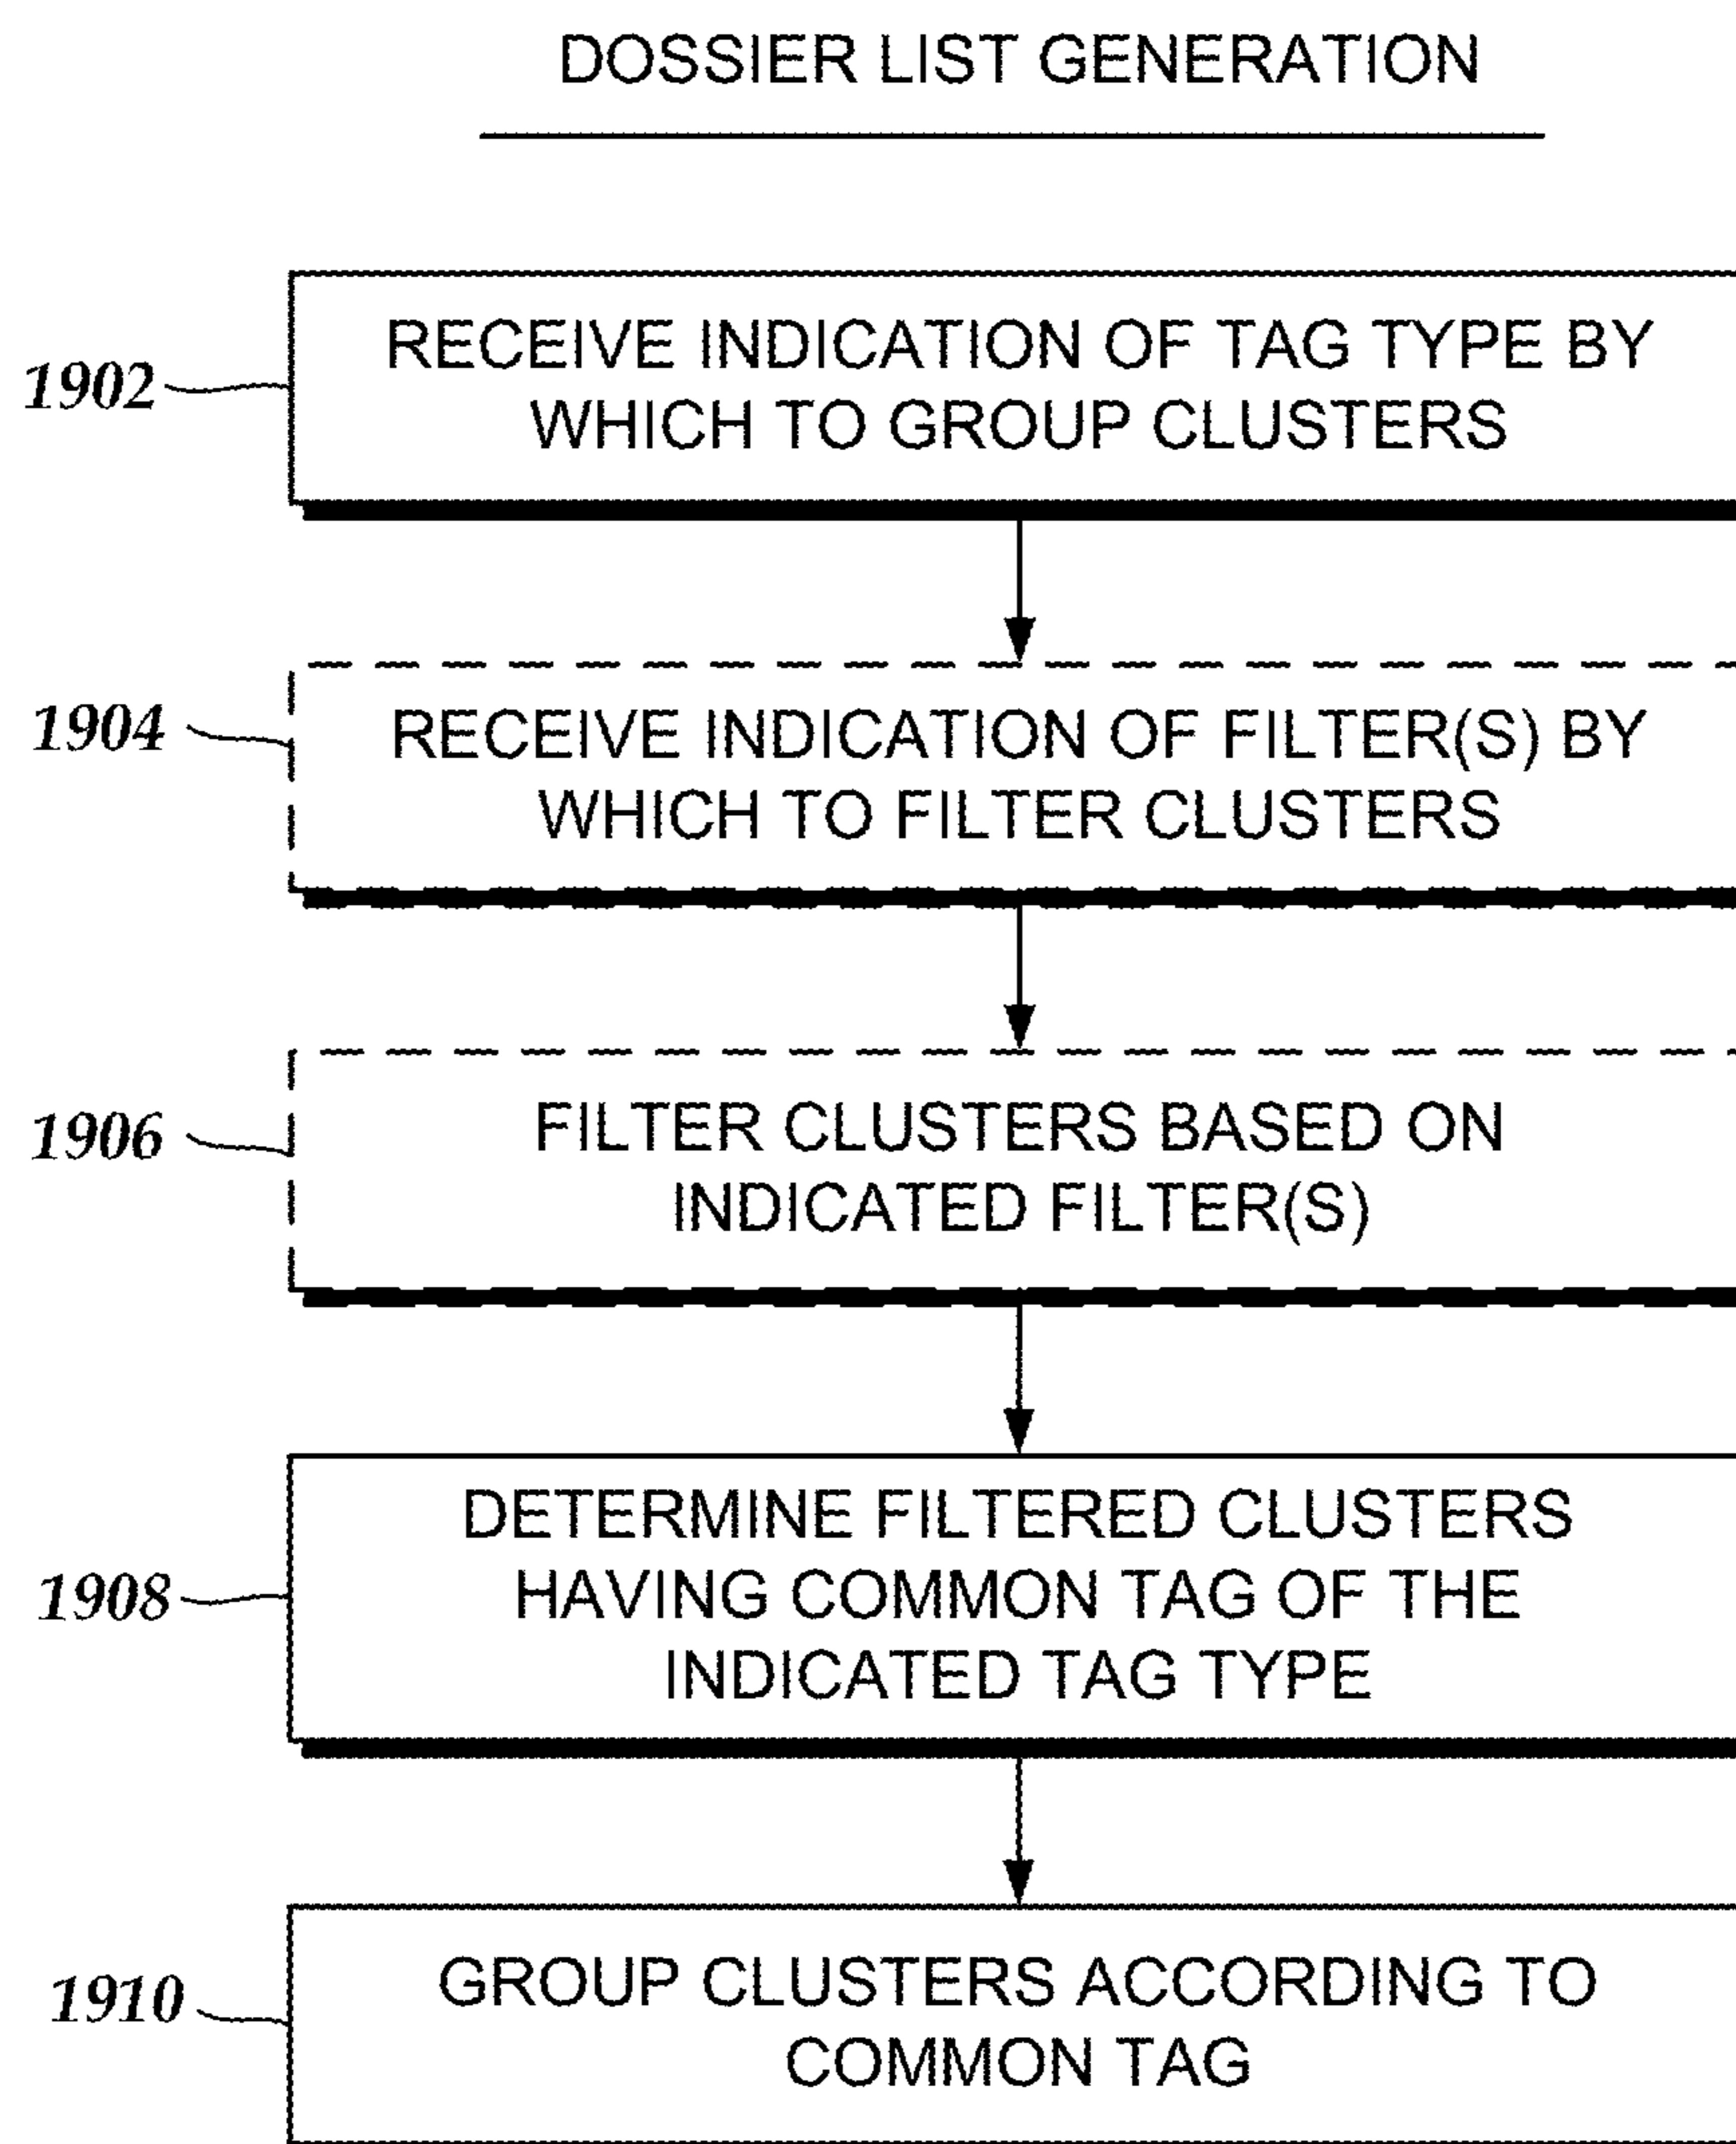 DOSSIER LIST GENERATION
1902
RECEIVE INDICATION OF TAG TYPE BY
WHICH TO GROUP CLUSTERS
1904
RECEIVE INDICATION OF FILTER(S) BY
WHICH TO FILTER CLUSTERS
1906
FILTER CLUSTERS BASED ON
INDICATED FILTER(S)
1908
DETERMINE FILTERED CLUSTERS
HAVING COMMON TAG OF THE
INDICATED TAG TYPE
1910
GROUP CLUSTERS ACCORDING TO
COMMON TAG